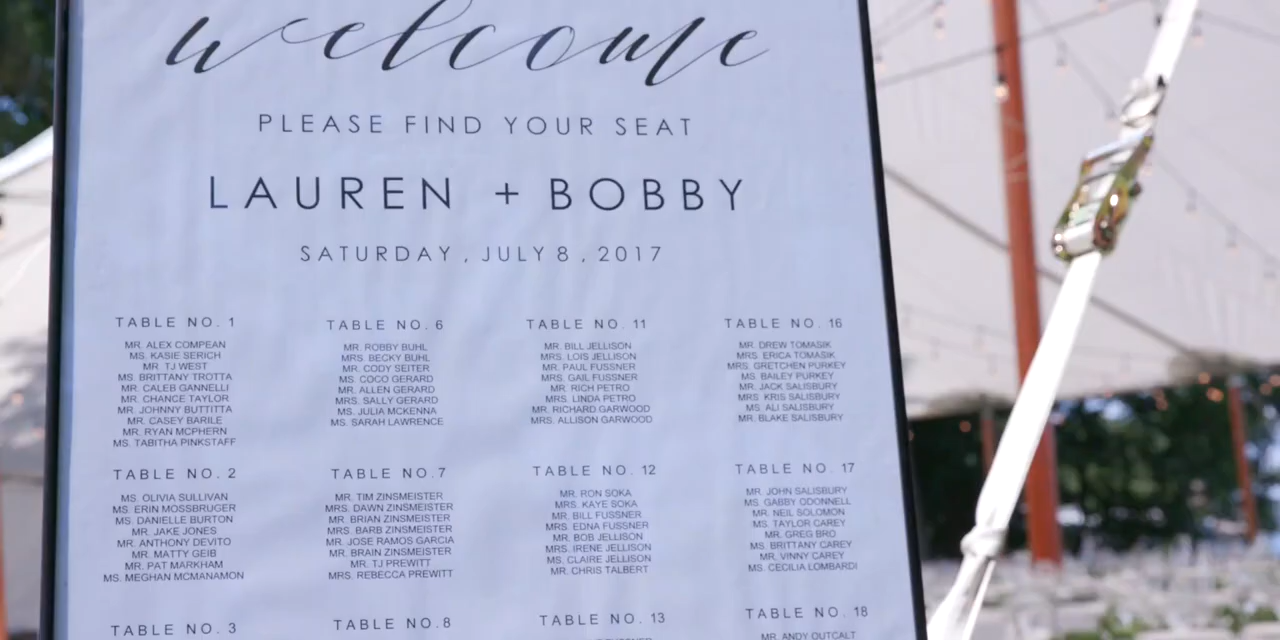 welcome
PLEASE FIND YOUR SEAT
LAUREN + BOBBY
SATURDAY, JULY 8, 2017
TABLE NO. 1
MR. ALEX COMPEAN
MS. KASIE SERICH
MR. TJ WEST
MS. BRITTANY TROTTA
MR. CALEB GANNELLI
MR. CHANCE TAYLOR
MR. JOHNNY BUTTITTA
MR. CASEY BARILE
MR. RYAN MCPHERN
MS. TABITHA PINKSTAFF
TABLE NO. 2
MS. OLIVIA SULLIVAN
MS. ERIN MOSSBRUGER
MS. DANIELLE BURTON
MR. JAKE JONES
MR. ANTHONY DEVITO
MR. MATTY GEIB
MR. PAT MARKHAM
MS. MEGHAN MCMANAMON
TABLE NO. 3
TABLE NO. 6
MR. ROBBY BUHL
MRS. BECKY BUHL
MR. CODY SEITER
MS. COCO GERARD
MR. ALLEN GERARD
MRS. SALLY GERARD
MS. JULIA MCKENNA
MS. SARAH LAWRENCE
TABLE NO. 7
MR. TIM ZINSMEISTER
MRS. DAWN ZINSMEISTER
MR. BRIAN ZINSMEISTER
MRS. BARB ZINSMEISTER
MR. JOSE RAMOS GARCIA
MR. BRAIN ZINSMEISTER
MR. TJ PREWITT
MRS. REBECCA PREWITT
TABLE NO. 8
TABLE NO. 11
MR. BILL JELLISON
MRS. LOIS JELLISON
MR. PAUL FUSSNER
MRS. GAIL FUSSNER
MR. RICH PETRO
MRS. LINDA PETRO
MR. RICHARD GARWOOD
MRS. ALLISON GARWOOD
TABLE NO. 12
MR. RON SOKA
MRS. KAYE SOKA
MR. BILL FUSSNER
MRS. EDNA FUSSNER
MR. BOB JELLISON
MRS. IRENE JELLISON
MS. CLAIRE JELLISON
MR. CHRIS TALBERT
TABLE NO. 13
TABLE NO. 16
MR. DREW TOMASIK
MRS. ERICA TOMASIK
MRS. GRETCHEN PURKEY
MS. BAILEY PURKEY
MR. JACK SALISBURY
MRS. KRIS SALISBURY
MS. ALI SALISBURY
MR. BLAKE SALISBURY
TABLE NO. 17
MR. JOHN SALISBURY
MS. GABBY ODONNELL
MR. NEIL SOLOMON
MS. TAYLOR CAREY
MR. GREG BRO
MS. BRITTANY CAREY
MR. VINNY CAREY
MS. CECILIA LOMBARDI
TABLE NO. 18
MR. ANDY OUTCALT